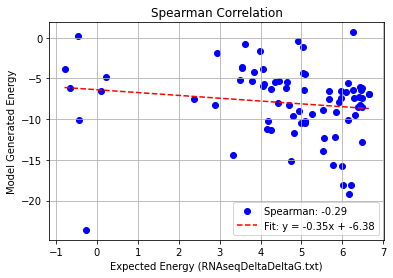 Spearman Correlation
Model Generated Energy
0
−5
−10
−15
−20
Spearman: -0.29
Fit: y = -0.35x + -6.38
−1 0 1 2 3 4 5 6 7
Expected Energy (RNAseqDeltaDeltaG.txt)